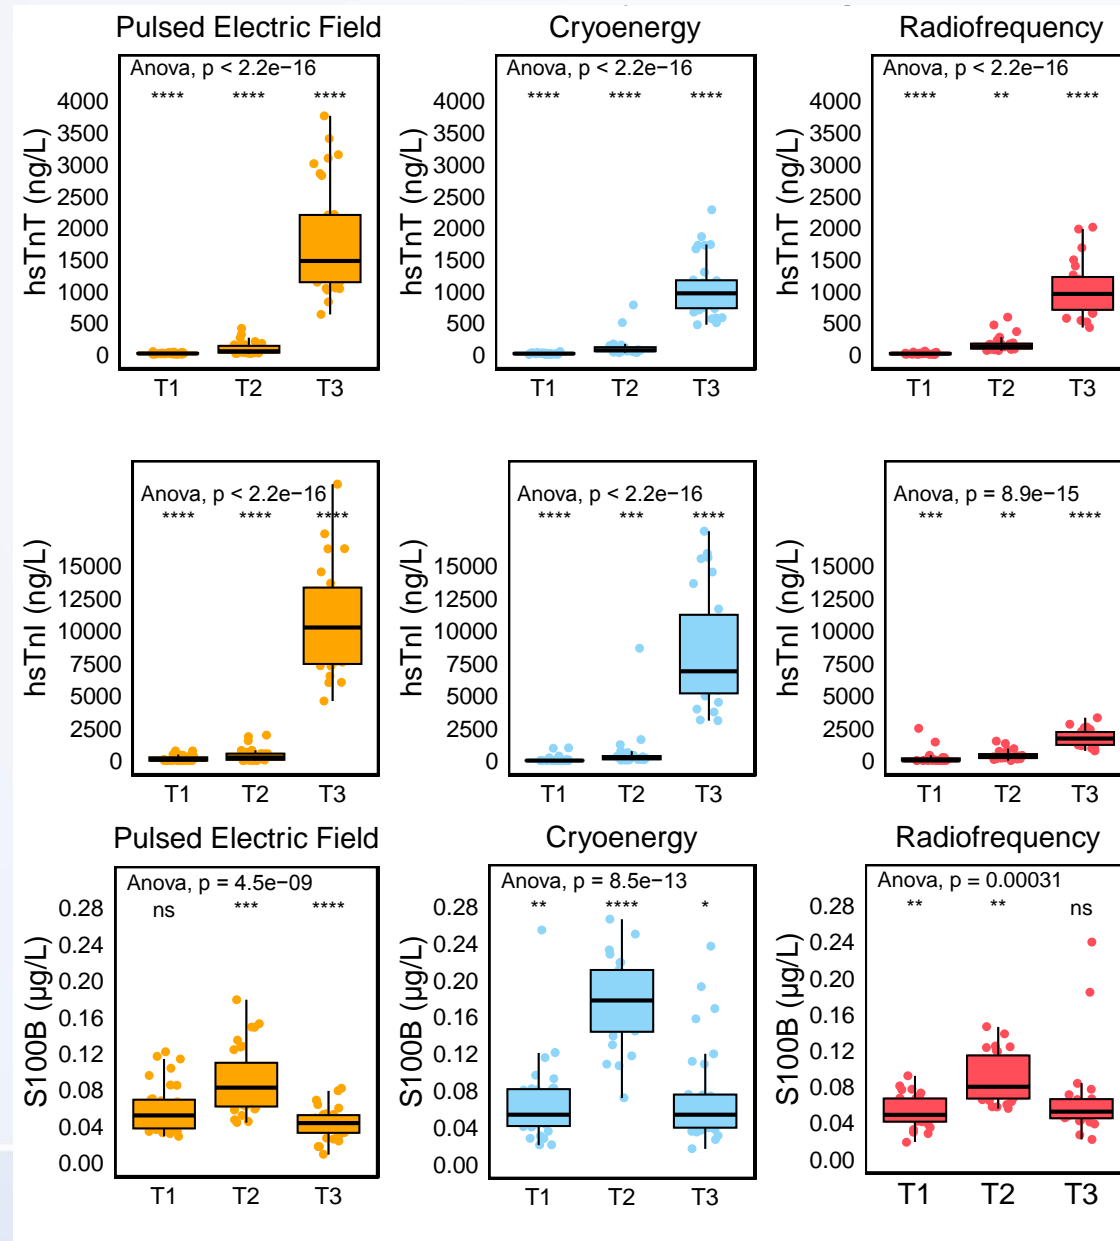 Pulsed Electric Field Cryoenergy Radiofrequency
Anova, p < 2.2e−16 Anova, p < 2.2e−16 Anova, p < 2.2e−16
**** **** **** **** **** **** **** ** ****
hsTnT (ng/L) hsTnT (ng/L) hsTnT (ng/L)
4000 4000 4000
3500 3500 3500
3000 3000 3000
2500 2500 2500
2000 2000 2000
1500 1500 1500
1000 1000 1000
500 500 500
0 0 0
T1 T2 T3 T1 T2 T3 T1 T2 T3
Anova, p < 2.2e−16 Anova, p < 2.2e−16 Anova, p = 8.9e−15
**** **** **** **** *** **** *** ** ****
hsTnI (ng/L) hsTnI (ng/L) hsTnI (ng/L)
15000 15000 15000
12500 12500 12500
10000 10000 10000
7500 7500 7500
5000 5000 5000
2500 2500 2500
0 0 0
T1 T2 T3 T1 T2 T3 T1 T2 T3
Pulsed Electric Field Cryoenergy Radiofrequency
Anova, p = 4.5e−09 Anova, p = 8.5e−13 Anova, p = 0.00031
ns *** **** ** **** * ** ** ns
S100B (µg/L) S100B (µg/L) S100B (µg/L)
0.28 0.28 0.28
0.24 0.24 0.24
0.20 0.20 0.20
0.16 0.16 0.16
0.12 0.12 0.12
0.08 0.08 0.08
0.04 0.04 0.04
0.00 0.00 0.00
T1 T2 T3 T1 T2 T3 T1 T2 T3